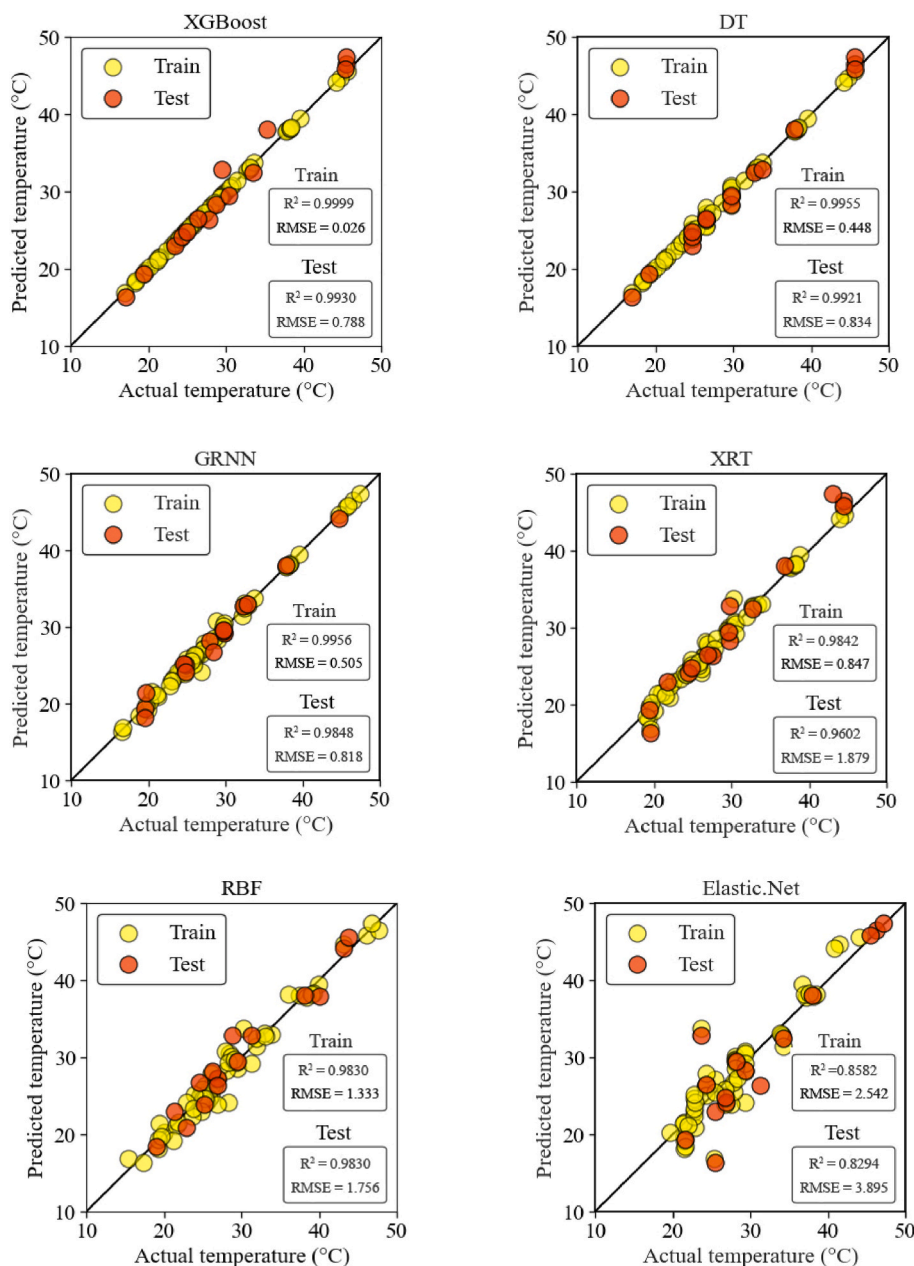 XGBoost
50
40
30
20
10
Predicted temperature (°C)
Train
Test
Train
R² = 0.9999
RMSE = 0.026
Test
R² = 0.9930
RMSE = 0.788
10 20 30 40 50
Actual temperature (°C)
DT
50
40
30
20
10
Predicted temperature (°C)
Train
Test
Train
R² = 0.9955
RMSE = 0.448
Test
R² = 0.9921
RMSE = 0.834
10 20 30 40 50
Actual temperature (°C)
GRNN
50
40
30
20
10
Predicted temperature (°C)
Train
Test
Train
R² = 0.9956
RMSE = 0.505
Test
R² = 0.9848
RMSE = 0.818
10 20 30 40 50
Actual temperature (°C)
XRT
50
40
30
20
10
Predicted temperature (°C)
Train
Test
Train
R² = 0.9842
RMSE = 0.847
Test
R² = 0.9602
RMSE = 1.879
10 20 30 40 50
Actual temperature (°C)
RBF
50
40
30
20
10
Predicted temperature (°C)
Train
Test
Train
R² = 0.9830
RMSE = 1.333
Test
R² = 0.9830
RMSE = 1.756
10 20 30 40 50
Actual temperature (°C)
Elastic.Net
50
40
30
20
10
Predicted temperature (°C)
Train
Test
Train
R² = 0.8582
RMSE = 2.542
Test
R² = 0.8294
RMSE = 3.895
10 20 30 40 50
Actual temperature (°C)